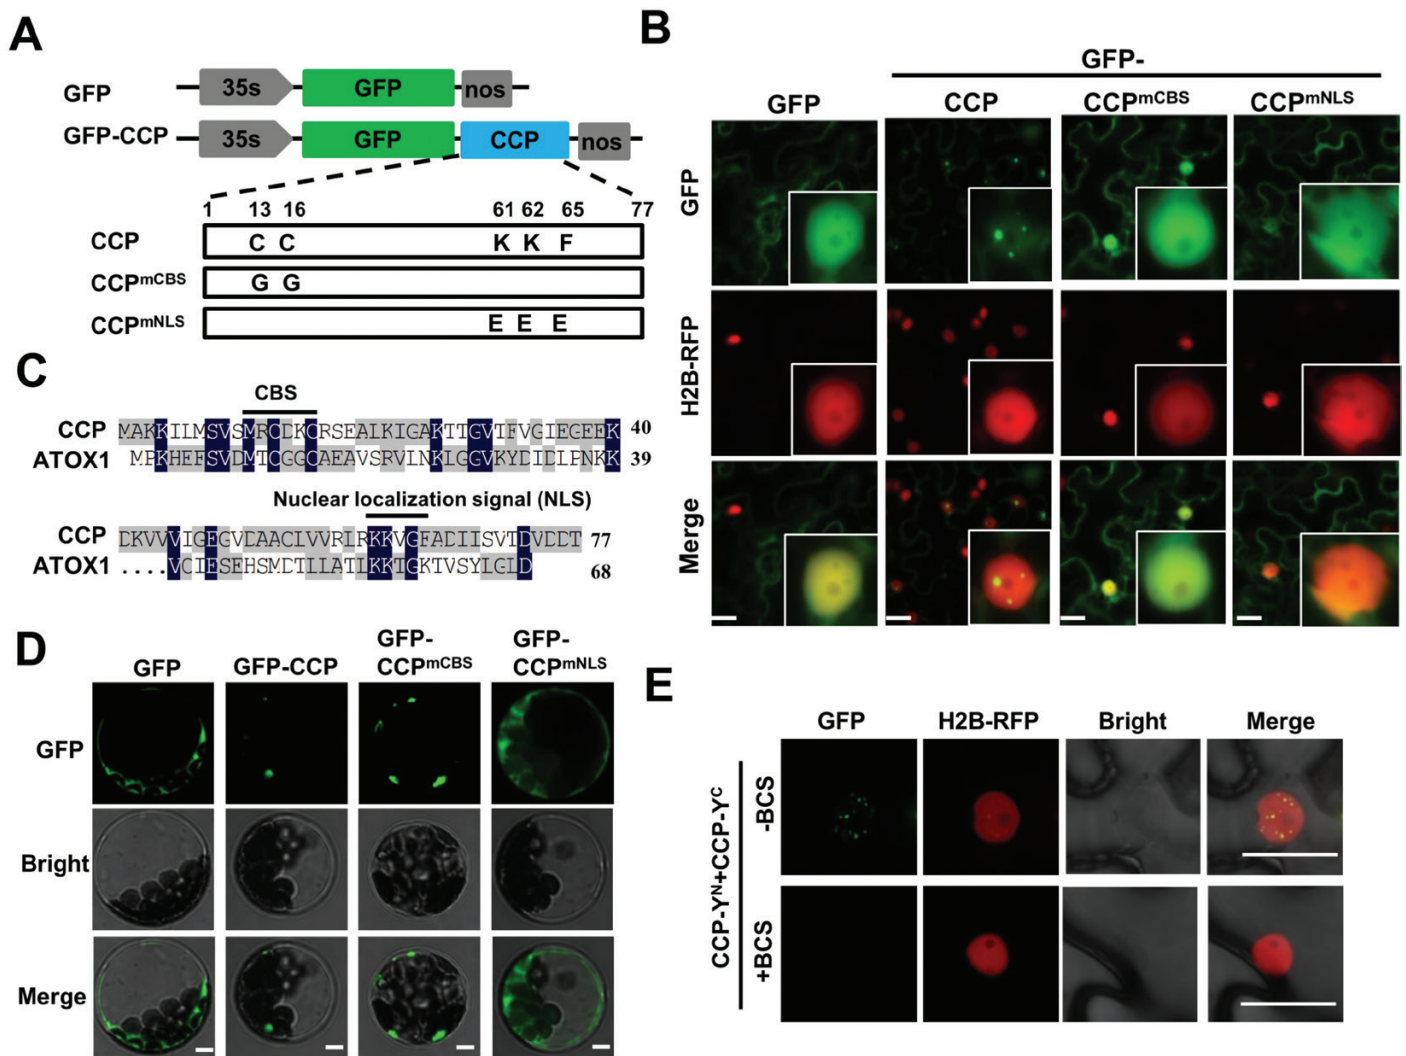 A
GFP
35s
GFP
nos
GFP-CCP
35s
GFP
CCP
nos
1 13 16 61 62 65 77
CCP
C C K K F
CCPmCBS
G G
CCPmNLS
E E E
B
GFP-
GFP CCP CCPmCBS CCPmNLS
GFP
H2B-RFP
Merge
C
CBS
CCP MAKKILMSVSMRCDKCRSEALKIGAKTTGVTFVGIEGEEK 40
ATOX1 MPKHEFSVDMTCGGCAEAVSRVLNKLGGVKYDIDLPNKK 39
Nuclear localization signal (NLS)
CCP DKVVVIGEGVDAACLVVRLRKKVGFADIISVTDVDDT 77
ATOX1 ....VCIESEHSMDTLLATLKKTGKTVSYLGLD 68
D
GFP GFP-CCP GFP-CCPmCBS GFP-CCPmNLS
GFP
Bright
Merge
E
GFP H2B-RFP Bright Merge
CCP-YN+CCP-YC
-BCS
+BCS